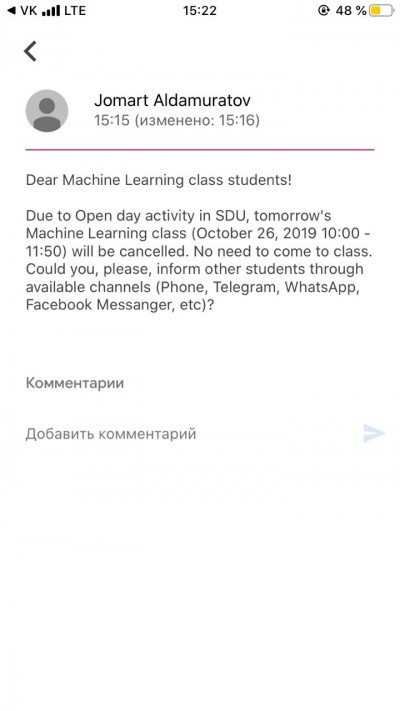 VK LTE 15:22 48 %
Jomart Aldamuratov
15:15 (изменено: 15:16)
Dear Machine Learning class students!
Due to Open day activity in SDU, tomorrow's
Machine Learning class (October 26, 2019 10:00 -
11:50) will be cancelled. No need to come to class.
Could you, please, inform other students through
available channels (Phone, Telegram, WhatsApp,
Facebook Messanger, etc)?
Комментарии
Добавить комментарий